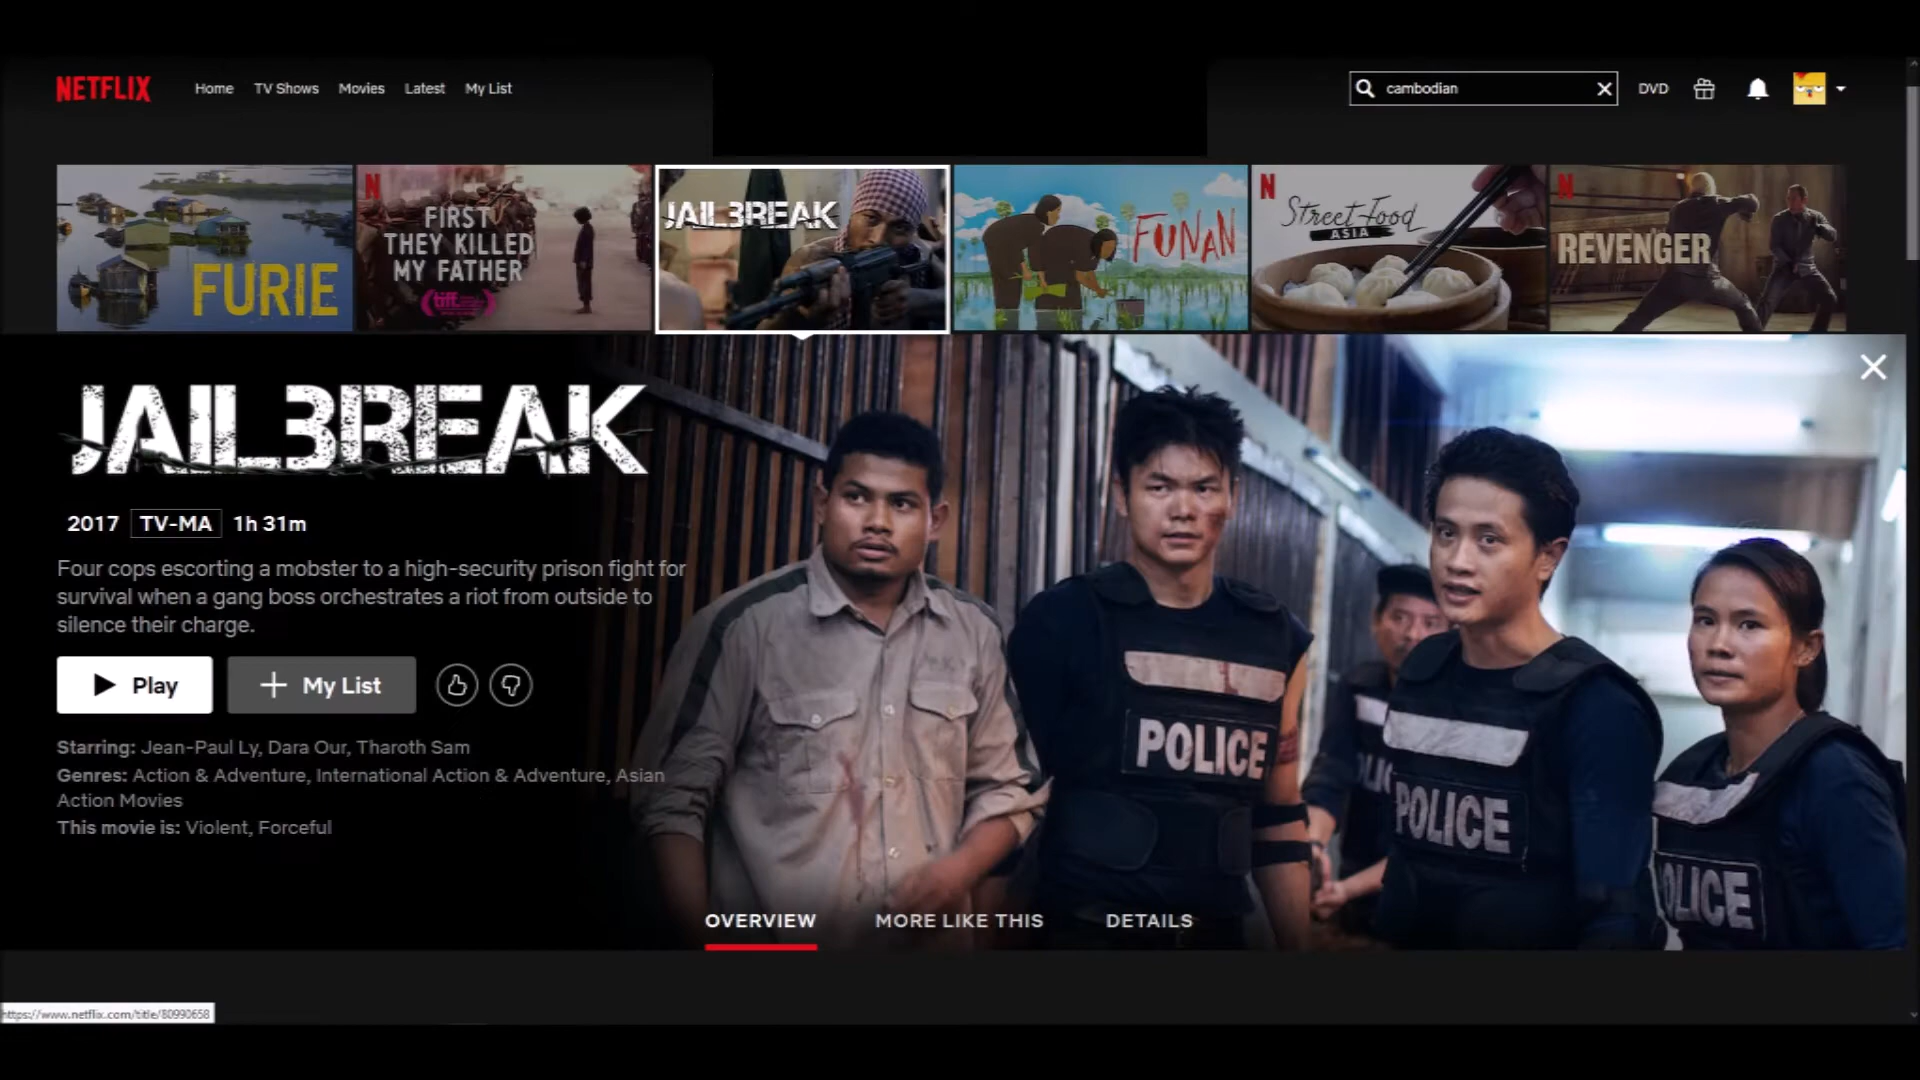 NETFLIX Home TV Shows Movies Latest My List cambodian DVD
FURIE
N
FIRST
THEY KILLED
MY FATHER
tiff.
JAIL3REAK
FUNAN
N
Street Food
ASIA
N
REVENGER
JAIL3REAK
2017 TV-MA 1h 31m
Four cops escorting a mobster to a high-security prison fight for
survival when a gang boss orchestrates a riot from outside to
silence their charge.
Play
My List
Starring: Jean-Paul Ly, Dara Our, Tharoth Sam
Genres: Action & Adventure, International Action & Adventure, Asian
Action Movies
This movie is: Violent, Forceful
POLICE
POLICE
OLICE
OVERVIEW MORE LIKE THIS DETAILS
https://www.netflix.com/title/80990658